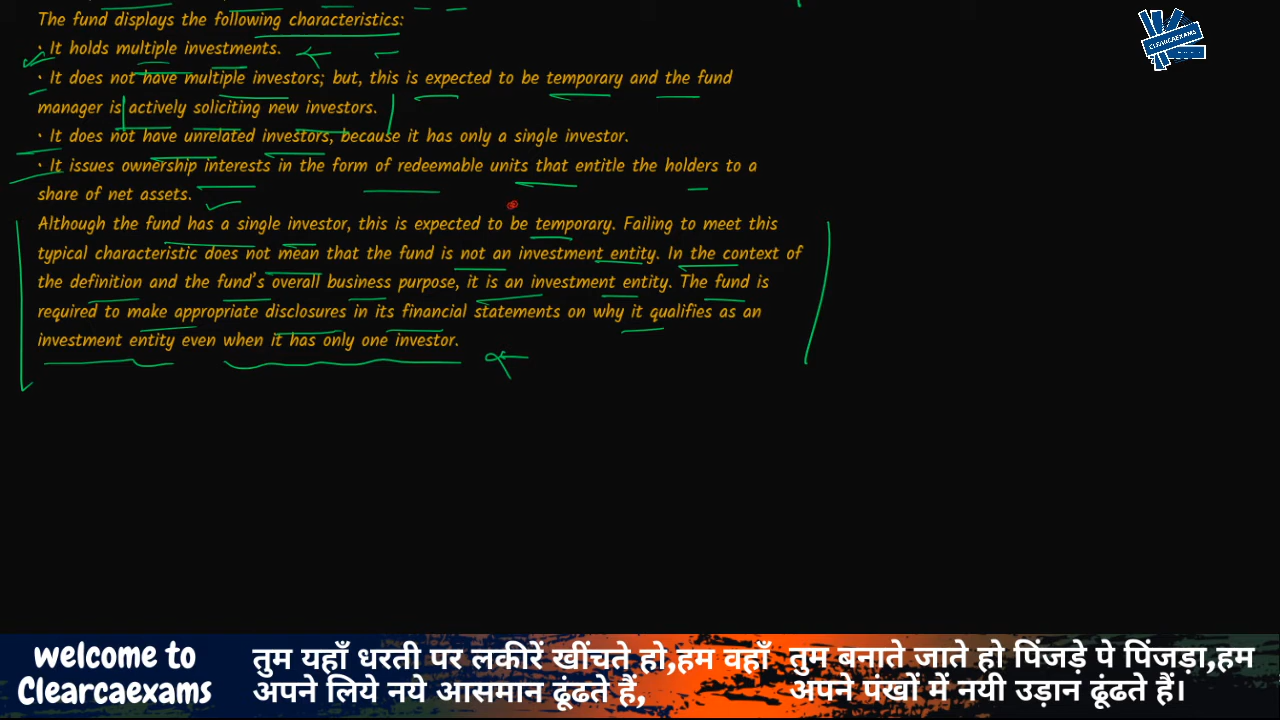 The fund displays the following characteristics:
• It holds multiple investments.
• It does not have multiple investors; but, this is expected to be temporary and the fund
manager is actively soliciting new investors.
• It does not have unrelated investors, because it has only a single investor.
• It issues ownership interests in the form of redeemable units that entitle the holders to a
share of net assets.
Although the fund has a single investor, this is expected to be temporary. Failing to meet this
typical characteristic does not mean that the fund is not an investment entity. In the context of
the definition and the fund's overall business purpose, it is an investment entity. The fund is
required to make appropriate disclosures in its financial statements on why it qualifies as an
investment entity even when it has only one investor.
CLEARCAEXAMS
welcome to
Clearcaexams
तुम यहाँ धरती पर लकीरें खींचते हो,हम वहाँ
अपने लिये नये आसमान ढूंढते हैं,
तुम बनाते जाते हो पिंजड़े पे पिंजड़ा,हम
अपने पंखों में नयी उड़ान ढूंढते हैं।